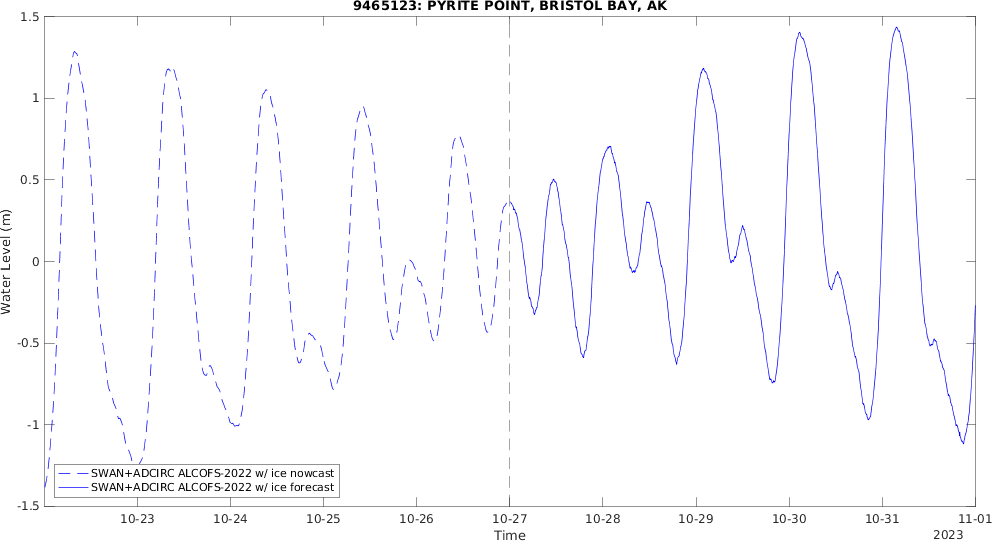 9465123: PYRITE POINT, BRISTOL BAY, AK
1.5
1
0.5
0
-0.5
-1
-1.5
Water Level (m)
SWAN+ADCIRC ALCOFS-2022 w/ ice nowcast
SWAN+ADCIRC ALCOFS-2022 w/ ice forecast
10-23 10-24 10-25 10-26 10-27 10-28 10-29 10-30 10-31 11-01
Time
2023